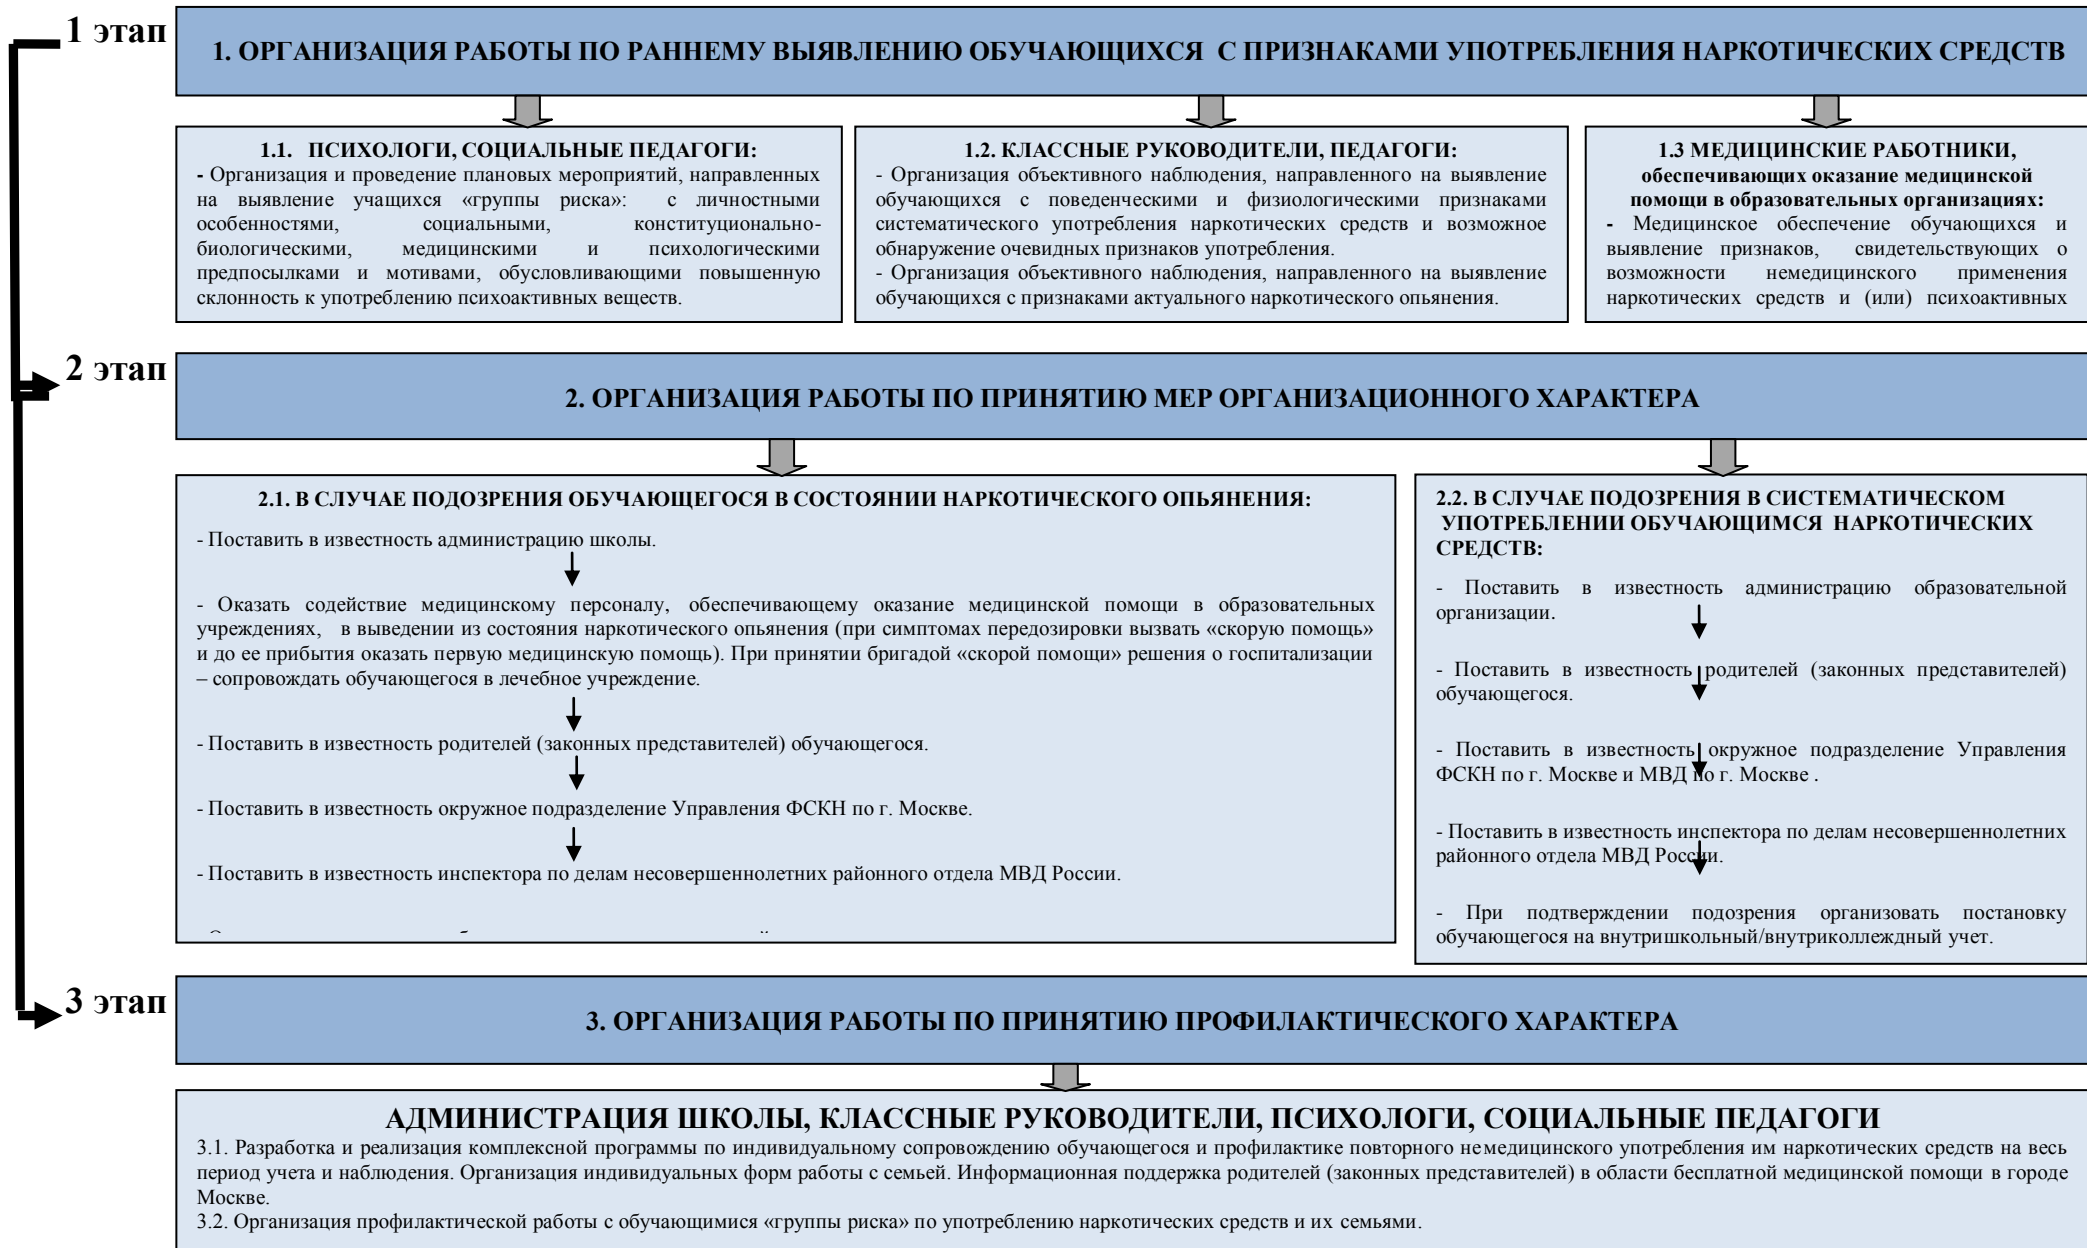 1 этап
1. ОРГАНИЗАЦИЯ РАБОТЫ ПО РАННЕМУ ВЫЯВЛЕНИЮ ОБУЧАЮЩИХСЯ С ПРИЗНАКАМИ УПОТРЕБЛЕНИЯ НАРКОТИЧЕСКИХ СРЕДСТВ
1.1. ПСИХОЛОГИ, СОЦИАЛЬНЫЕ ПЕДАГОГИ:
- Организация и проведение плановых мероприятий, направленных
на выявление учащихся «группы риска»: с личностными
особенностями, социальными, конституционально-
биологическими, медицинскими и психологическими
предпосылками и мотивами, обусловливающими повышенную
склонность к употреблению психоактивных веществ.
1.2. КЛАССНЫЕ РУКОВОДИТЕЛИ, ПЕДАГОГИ:
- Организация объективного наблюдения, направленного на выявление
обучающихся с поведенческими и физиологическими признаками
систематического употребления наркотических средств и возможное
обнаружение очевидных признаков употребления.
- Организация объективного наблюдения, направленного на выявление
обучающихся с признаками актуального наркотического опьянения.
1.3 МЕДИЦИНСКИЕ РАБОТНИКИ,
обеспечивающих оказание медицинской
помощи в образовательных организациях:
- Медицинское обеспечение обучающихся и
выявление признаков, свидетельствующих о
возможности немедицинского применения
наркотических средств и (или) психоактивных
2 этап
2. ОРГАНИЗАЦИЯ РАБОТЫ ПО ПРИНЯТИЮ МЕР ОРГАНИЗАЦИОННОГО ХАРАКТЕРА
2.1. В СЛУЧАЕ ПОДОЗРЕНИЯ ОБУЧАЮЩЕГОСЯ В СОСТОЯНИИ НАРКОТИЧЕСКОГО ОПЬЯНЕНИЯ:
- Поставить в известность администрацию школы.
- Оказать содействие медицинскому персоналу, обеспечивающему оказание медицинской помощи в образовательных
учреждениях, в выведении из состояния наркотического опьянения (при симптомах передозировки вызвать «скорую помощь»
и до ее прибытия оказать первую медицинскую помощь). При принятии бригадой «скорой помощи» решения о госпитализации
– сопровождать обучающегося в лечебное учреждение.
- Поставить в известность родителей (законных представителей) обучающегося.
- Поставить в известность окружное подразделение Управления ФСКН по г. Москве.
- Поставить в известность инспектора по делам несовершеннолетних районного отдела МВД России.
2.2. В СЛУЧАЕ ПОДОЗРЕНИЯ В СИСТЕМАТИЧЕСКОМ
УПОТРЕБЛЕНИИ ОБУЧАЮЩИМСЯ НАРКОТИЧЕСКИХ
СРЕДСТВ:
- Поставить в известность администрацию образовательной
организации.
- Поставить в известность родителей (законных представителей)
обучающегося.
- Поставить в известность окружное подразделение Управления
ФСКН по г. Москве и МВД по г. Москве .
- Поставить в известность инспектора по делам несовершеннолетних
районного отдела МВД России.
- При подтверждении подозрения организовать постановку
обучающегося на внутришкольный/внутриколлеждный учет.
3 этап
3. ОРГАНИЗАЦИЯ РАБОТЫ ПО ПРИНЯТИЮ ПРОФИЛАКТИЧЕСКОГО ХАРАКТЕРА
АДМИНИСТРАЦИЯ ШКОЛЫ, КЛАССНЫЕ РУКОВОДИТЕЛИ, ПСИХОЛОГИ, СОЦИАЛЬНЫЕ ПЕДАГОГИ
3.1. Разработка и реализация комплексной программы по индивидуальному сопровождению обучающегося и профилактике повторного немедицинского употребления им наркотических средств на весь
период учета и наблюдения. Организация индивидуальных форм работы с семьей. Информационная поддержка родителей (законных представителей) в области бесплатной медицинской помощи в городе
Москве.
3.2. Организация профилактической работы с обучающимися «группы риска» по употреблению наркотических средств и их семьями.